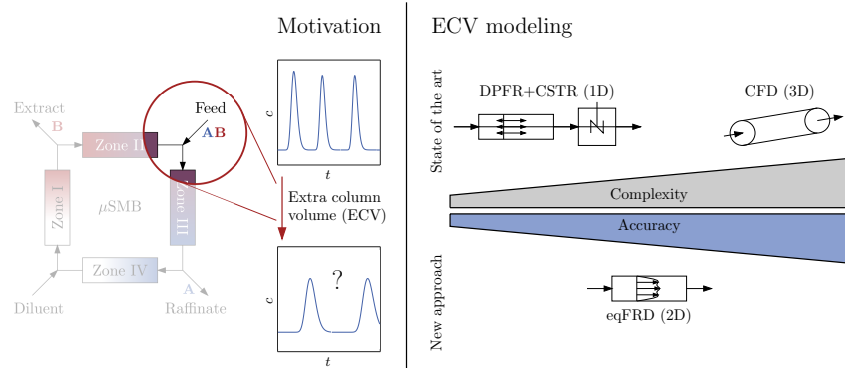 Motivation
Extract
B
Zone II
Feed
AB
Zone I
μSMB
Zone III
Zone IV
A
Diluent
Raffinate
c
t
Extra column
volume (ECV)
?
c
t
ECV modeling
State of the art
DPFR+CSTR (1D)
CFD (3D)
Complexity
Accuracy
New approach
eqFRD (2D)